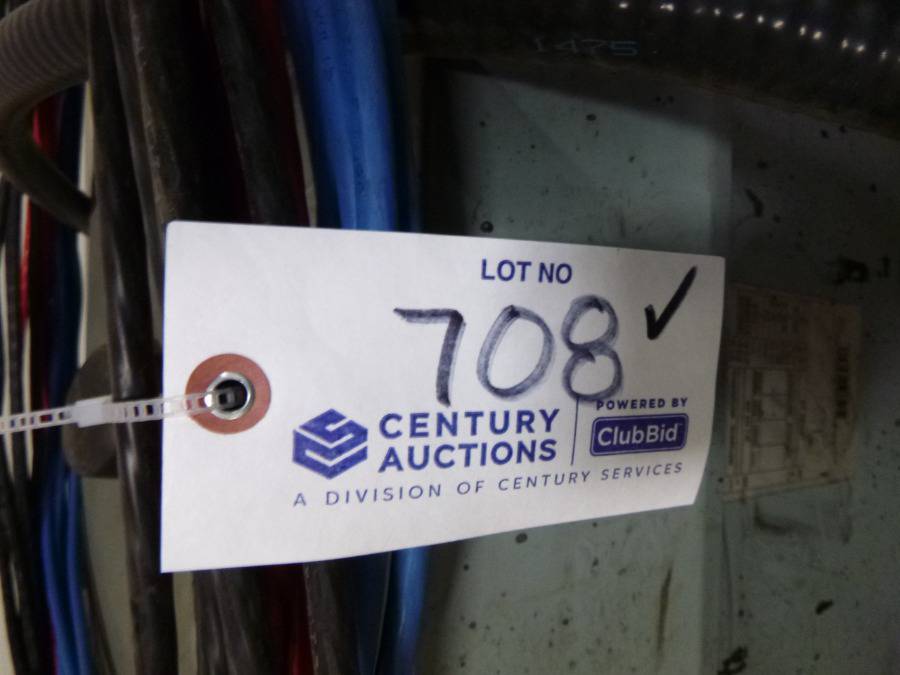 1475
LOT NO
708 ✓
CENTURY
AUCTIONS
POWERED BY
ClubBid
A DIVISION OF CENTURY SERVICES